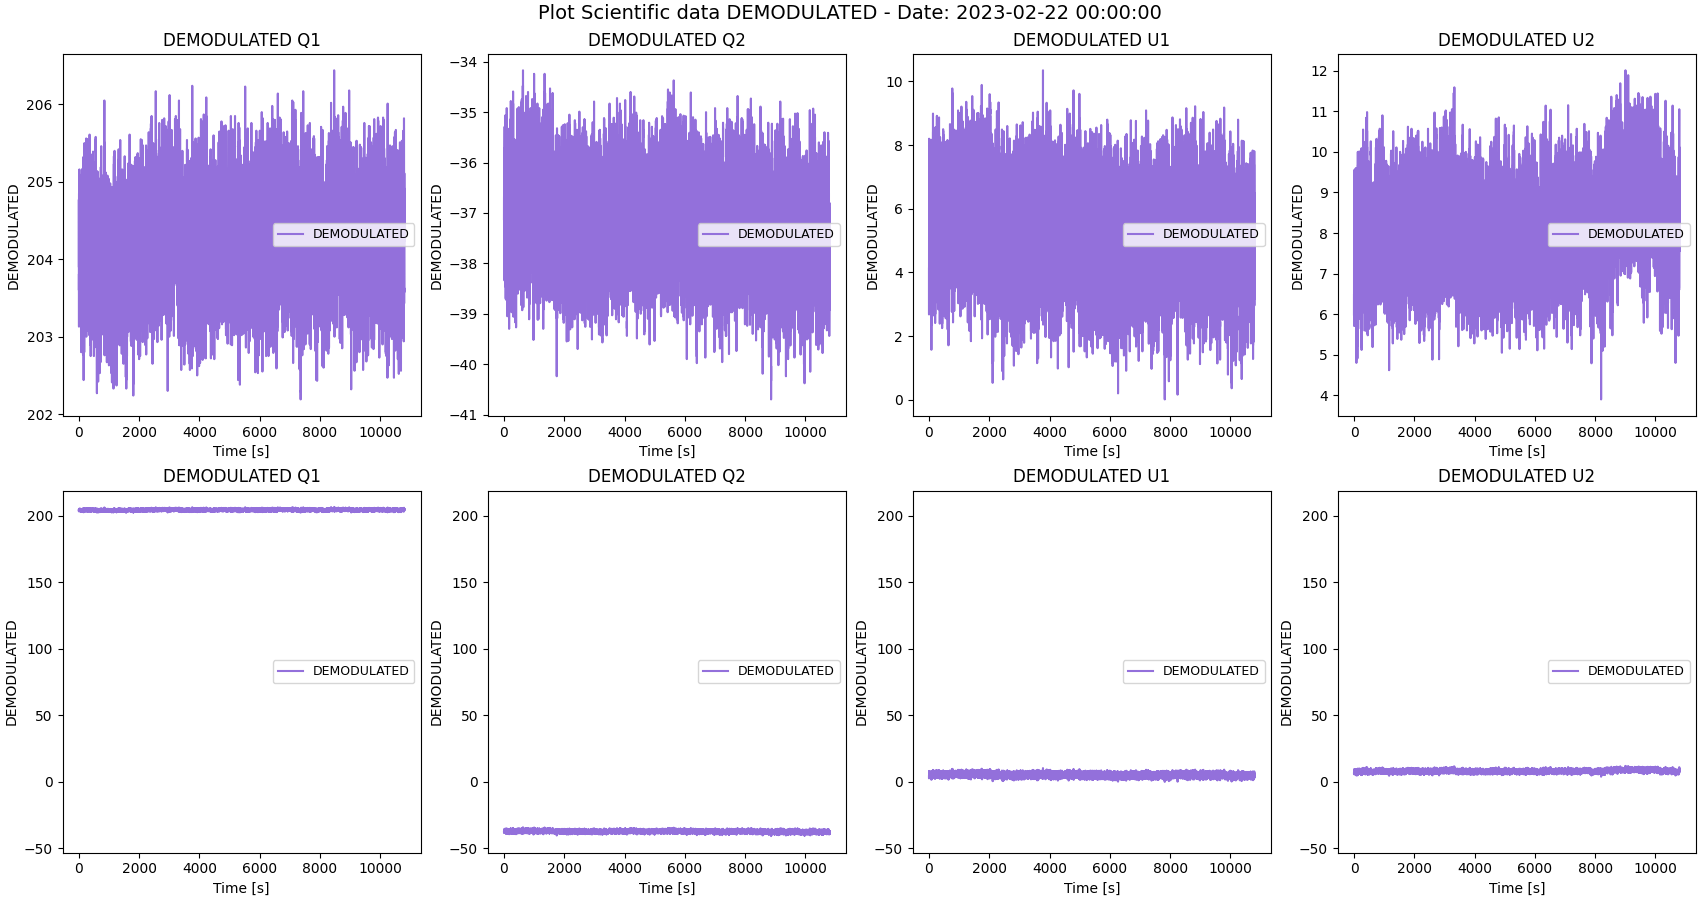 Plot Scientific data DEMODULATED - Date: 2023-02-22 00:00:00
DEMODULATED Q1
DEMODULATED
206
205
204
203
202
DEMODULATED
0 2000 4000 6000 8000 10000
Time [s]
DEMODULATED Q2
DEMODULATED
−34
−35
−36
−37
−38
−39
−40
−41
DEMODULATED
0 2000 4000 6000 8000 10000
Time [s]
DEMODULATED U1
DEMODULATED
10
8
6
4
2
0
DEMODULATED
0 2000 4000 6000 8000 10000
Time [s]
DEMODULATED U2
DEMODULATED
12
11
10
9
8
7
6
5
4
DEMODULATED
0 2000 4000 6000 8000 10000
Time [s]
DEMODULATED Q1
DEMODULATED
200
150
100
50
0
−50
DEMODULATED
0 2000 4000 6000 8000 10000
Time [s]
DEMODULATED Q2
DEMODULATED
200
150
100
50
0
−50
DEMODULATED
0 2000 4000 6000 8000 10000
Time [s]
DEMODULATED U1
DEMODULATED
200
150
100
50
0
−50
DEMODULATED
0 2000 4000 6000 8000 10000
Time [s]
DEMODULATED U2
DEMODULATED
200
150
100
50
0
−50
DEMODULATED
0 2000 4000 6000 8000 10000
Time [s]